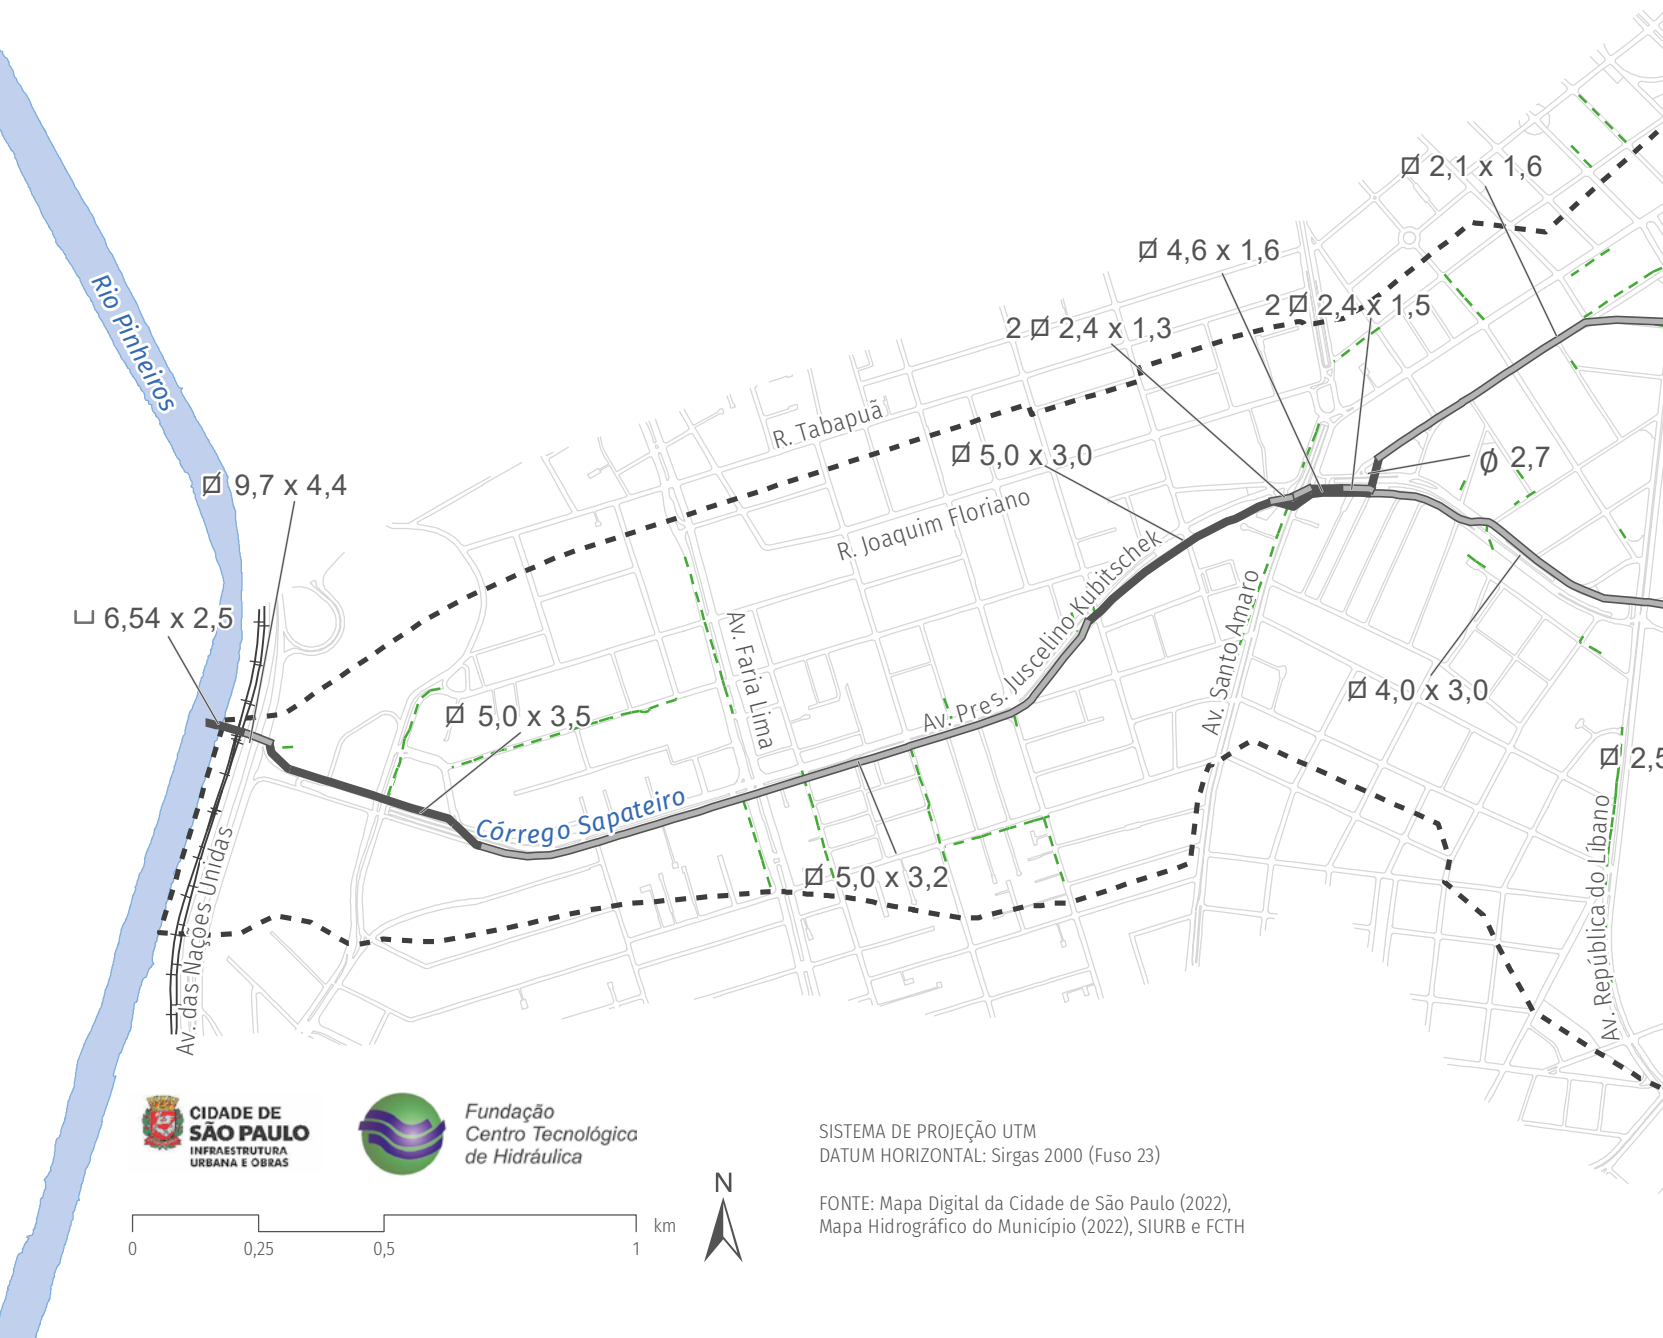 2,1 x 1,6
4,6 x 1,6
2 2,4 x 1,5
2 2,4 x 1,3
Rio Pinheiros
R. Tabapuã
5,0 x 3,0
Ø 2,7
9,7 x 4,4
R. Joaquim Floriano
Av. Pres. Juscelino Kubitschek
6,54 x 2,5
Av. Faria Lima
Av. Santo Amaro
4,0 x 3,0
5,0 x 3,5
Córrego Sapateiro
5,0 x 3,2
Av. das Nações Unidas
Av. República do Líbano
CIDADE DE
SÃO PAULO
INFRAESTRUTURA
URBANA E OBRAS
Fundação
Centro Tecnológica
de Hidráulica
SISTEMA DE PROJEÇÃO UTM
DATUM HORIZONTAL: Sirgas 2000 (Fuso 23)
FONTE: Mapa Digital da Cidade de São Paulo (2022),
Mapa Hidrográfico do Município (2022), SIURB e FCTH
N
km
0 0,25 0,5 1